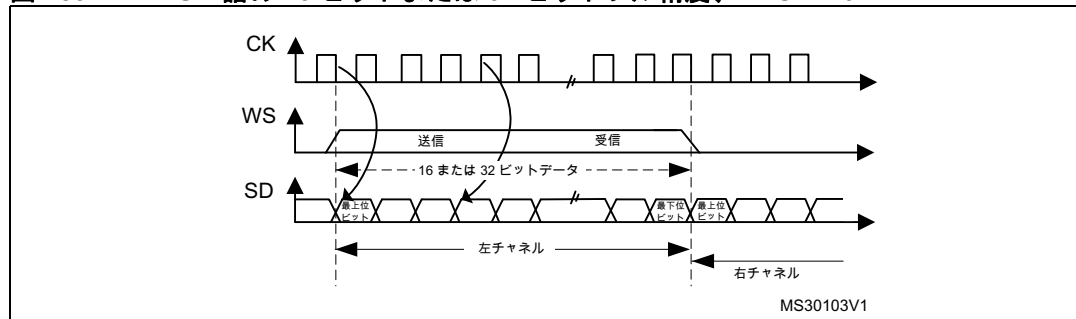 CK
WS
送信 受信
16 または 32 ビットデータ
SD
最上位 ビット
最下位 ビット
最上位 ビット
左チャネル
右チャネル
MS30103V1